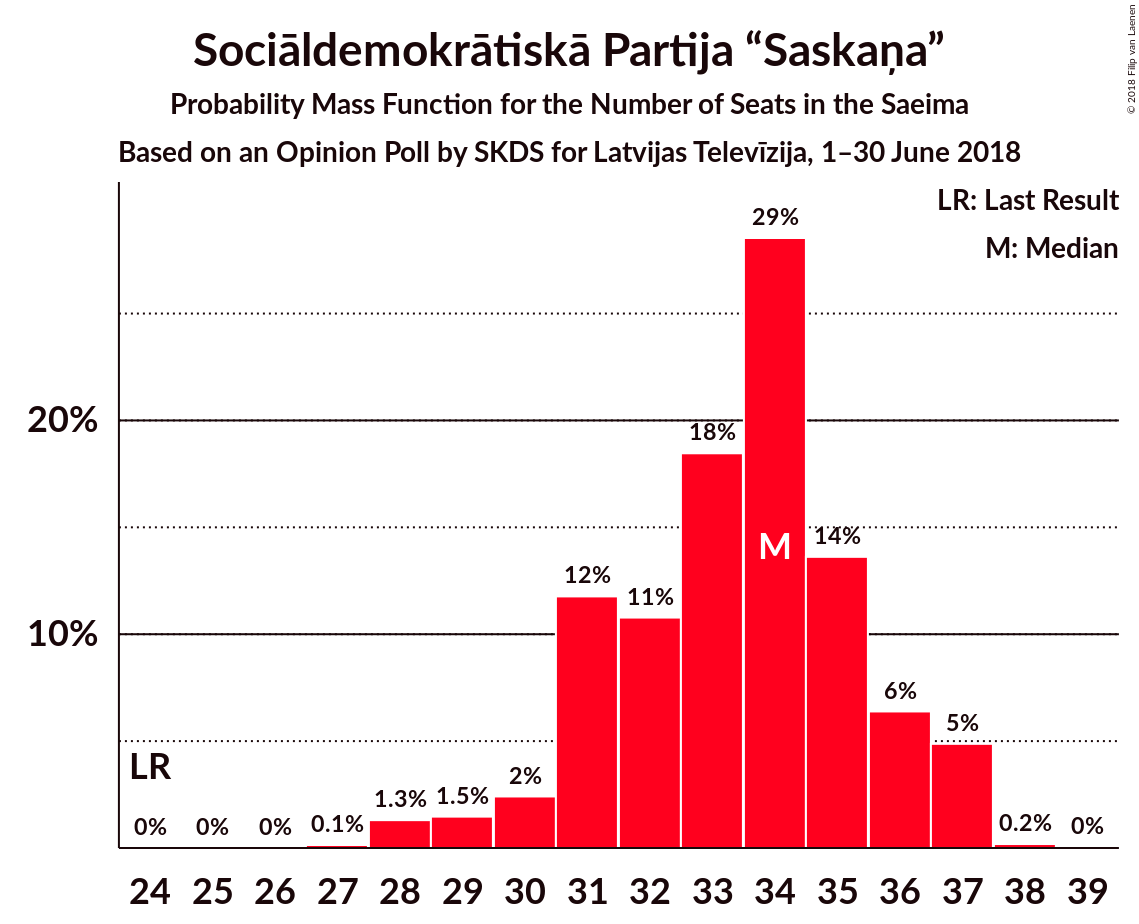 Sociāldemokrātiskā Partija “Saskaņa”
Probability Mass Function for the Number of Seats in the Saeima
Based on an Opinion Poll by SKDS for Latvijas Televīzija, 1–30 June 2018
© 2018 Filip van Laenen
LR: Last Result
M: Median
29%
20%
18%
14%
M
12%
11%
10%
6%
5%
LR
2%
1.3%
1.5%
0%
0%
0%
0.1%
0.2%
0%
24 25 26 27 28 29 30 31 32 33 34 35 36 37 38 39